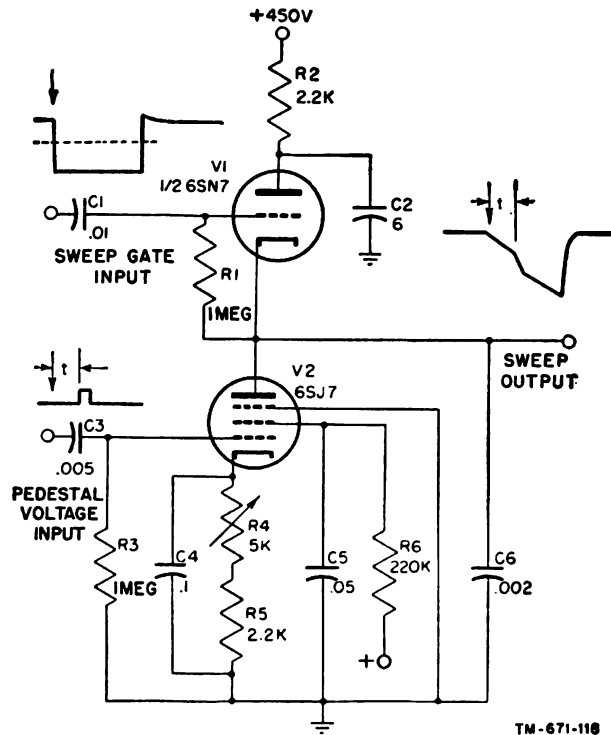 +450V
R2
2.2K
V1
1/2 6SN7
C2
6
C1
.01
SWEEP GATE
INPUT
R1
1MEG
t
SWEEP
OUTPUT
t
V2
6SJ7
C3
.005
PEDESTAL
VOLTAGE
INPUT
R3
1MEG
C4
.1
R4
5K
R5
2.2K
C5
.05
R6
220K
C6
.002
+
TM-671-118